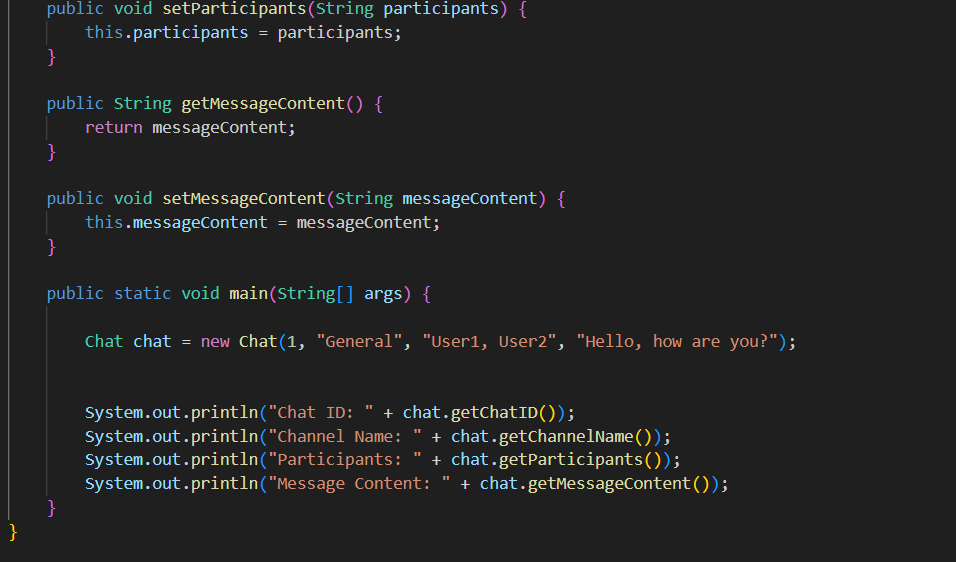 public void setParticipants(String participants) {
this.participants = participants;
}
public String getMessageContent() {
return messageContent;
}
public void setMessageContent(String messageContent) {
this.messageContent = messageContent;
}
public static void main(String[] args) {
Chat chat = new Chat(1, "General", "User1, User2", "Hello, how are you?");
System.out.println("Chat ID: " + chat.getChatID());
System.out.println("Channel Name: " + chat.getChannelName());
System.out.println("Participants: " + chat.getParticipants());
System.out.println("Message Content: " + chat.getMessageContent());
}
}